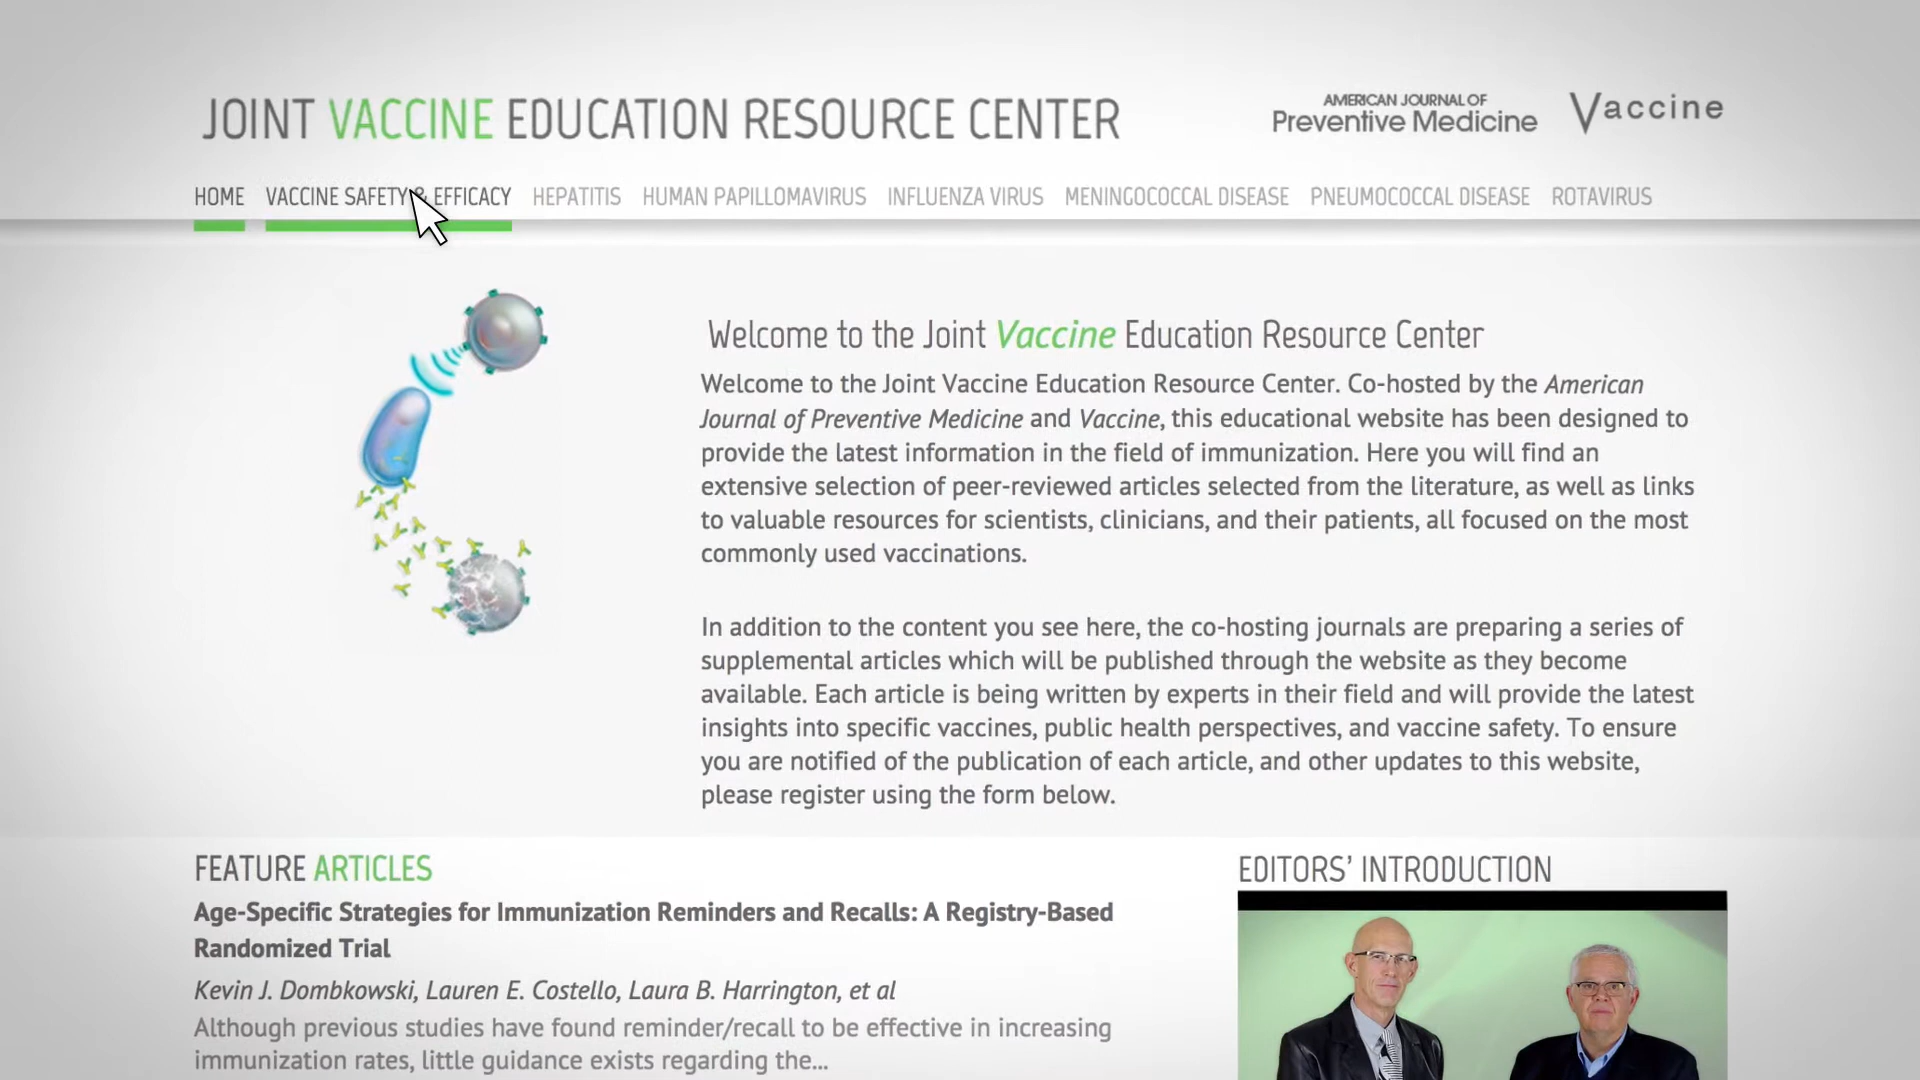 JOINT VACCINE EDUCATION RESOURCE CENTER
AMERICAN JOURNAL OF
Preventive Medicine
Vaccine
HOME VACCINE SAFETY & EFFICACY HEPATITIS HUMAN PAPILLOMAVIRUS INFLUENZA VIRUS MENINGOCOCCAL DISEASE PNEUMOCOCCAL DISEASE ROTAVIRUS
Welcome to the Joint Vaccine Education Resource Center
Welcome to the Joint Vaccine Education Resource Center. Co-hosted by the American
Journal of Preventive Medicine and Vaccine, this educational website has been designed to
provide the latest information in the field of immunization. Here you will find an
extensive selection of peer-reviewed articles selected from the literature, as well as links
to valuable resources for scientists, clinicians, and their patients, all focused on the most
commonly used vaccinations.
In addition to the content you see here, the co-hosting journals are preparing a series of
supplemental articles which will be published through the website as they become
available. Each article is being written by experts in their field and will provide the latest
insights into specific vaccines, public health perspectives, and vaccine safety. To ensure
you are notified of the publication of each article, and other updates to this website,
please register using the form below.
FEATURE ARTICLES
Age-Specific Strategies for Immunization Reminders and Recalls: A Registry-Based
Randomized Trial
Kevin J. Dombkowski, Lauren E. Costello, Laura B. Harrington, et al
Although previous studies have found reminder/recall to be effective in increasing
immunization rates, little guidance exists regarding the...
EDITORS' INTRODUCTION